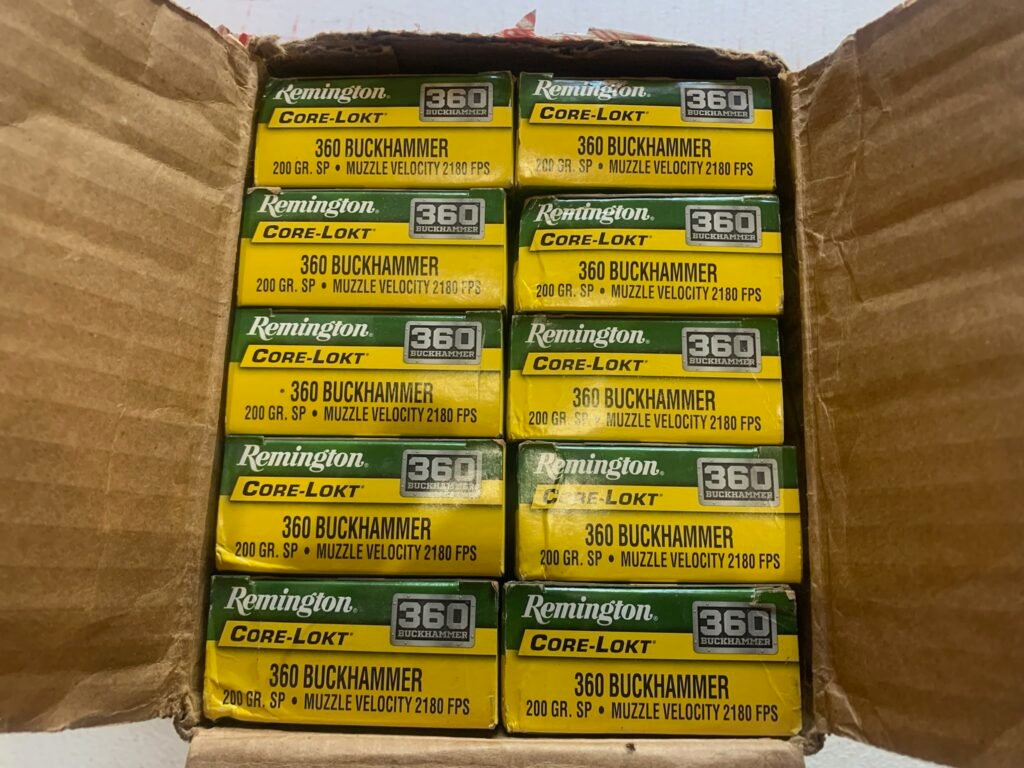 Remington®
360
BUCKHAMMER
CORE-LOKT®
360 BUCKHAMMER
200 GR. SP • MUZZLE VELOCITY 2180 FPS
Remington®
360
BUCKHAMMER
CORE-LOKT®
360 BUCKHAMMER
200 GR. SP • MUZZLE VELOCITY 2180 FPS
Remington®
360
BUCKHAMMER
CORE-LOKT®
360 BUCKHAMMER
200 GR. SP • MUZZLE VELOCITY 2180 FPS
Remington®
360
BUCKHAMMER
CORE-LOKT®
360 BUCKHAMMER
200 GR. SP • MUZZLE VELOCITY 2180 FPS
Remington®
360
BUCKHAMMER
CORE-LOKT®
360 BUCKHAMMER
200 GR. SP • MUZZLE VELOCITY 2180 FPS
Remington®
360
BUCKHAMMER
CORE-LOKT®
360 BUCKHAMMER
200 GR. SP • MUZZLE VELOCITY 2180 FPS
Remington®
360
BUCKHAMMER
CORE-LOKT®
360 BUCKHAMMER
200 GR. SP • MUZZLE VELOCITY 2180 FPS
Remington®
360
BUCKHAMMER
CORE-LOKT®
360 BUCKHAMMER
200 GR. SP • MUZZLE VELOCITY 2180 FPS
Remington®
360
BUCKHAMMER
CORE-LOKT®
360 BUCKHAMMER
200 GR. SP • MUZZLE VELOCITY 2180 FPS
Remington®
360
BUCKHAMMER
CORE-LOKT®
360 BUCKHAMMER
200 GR. SP • MUZZLE VELOCITY 2180 FPS